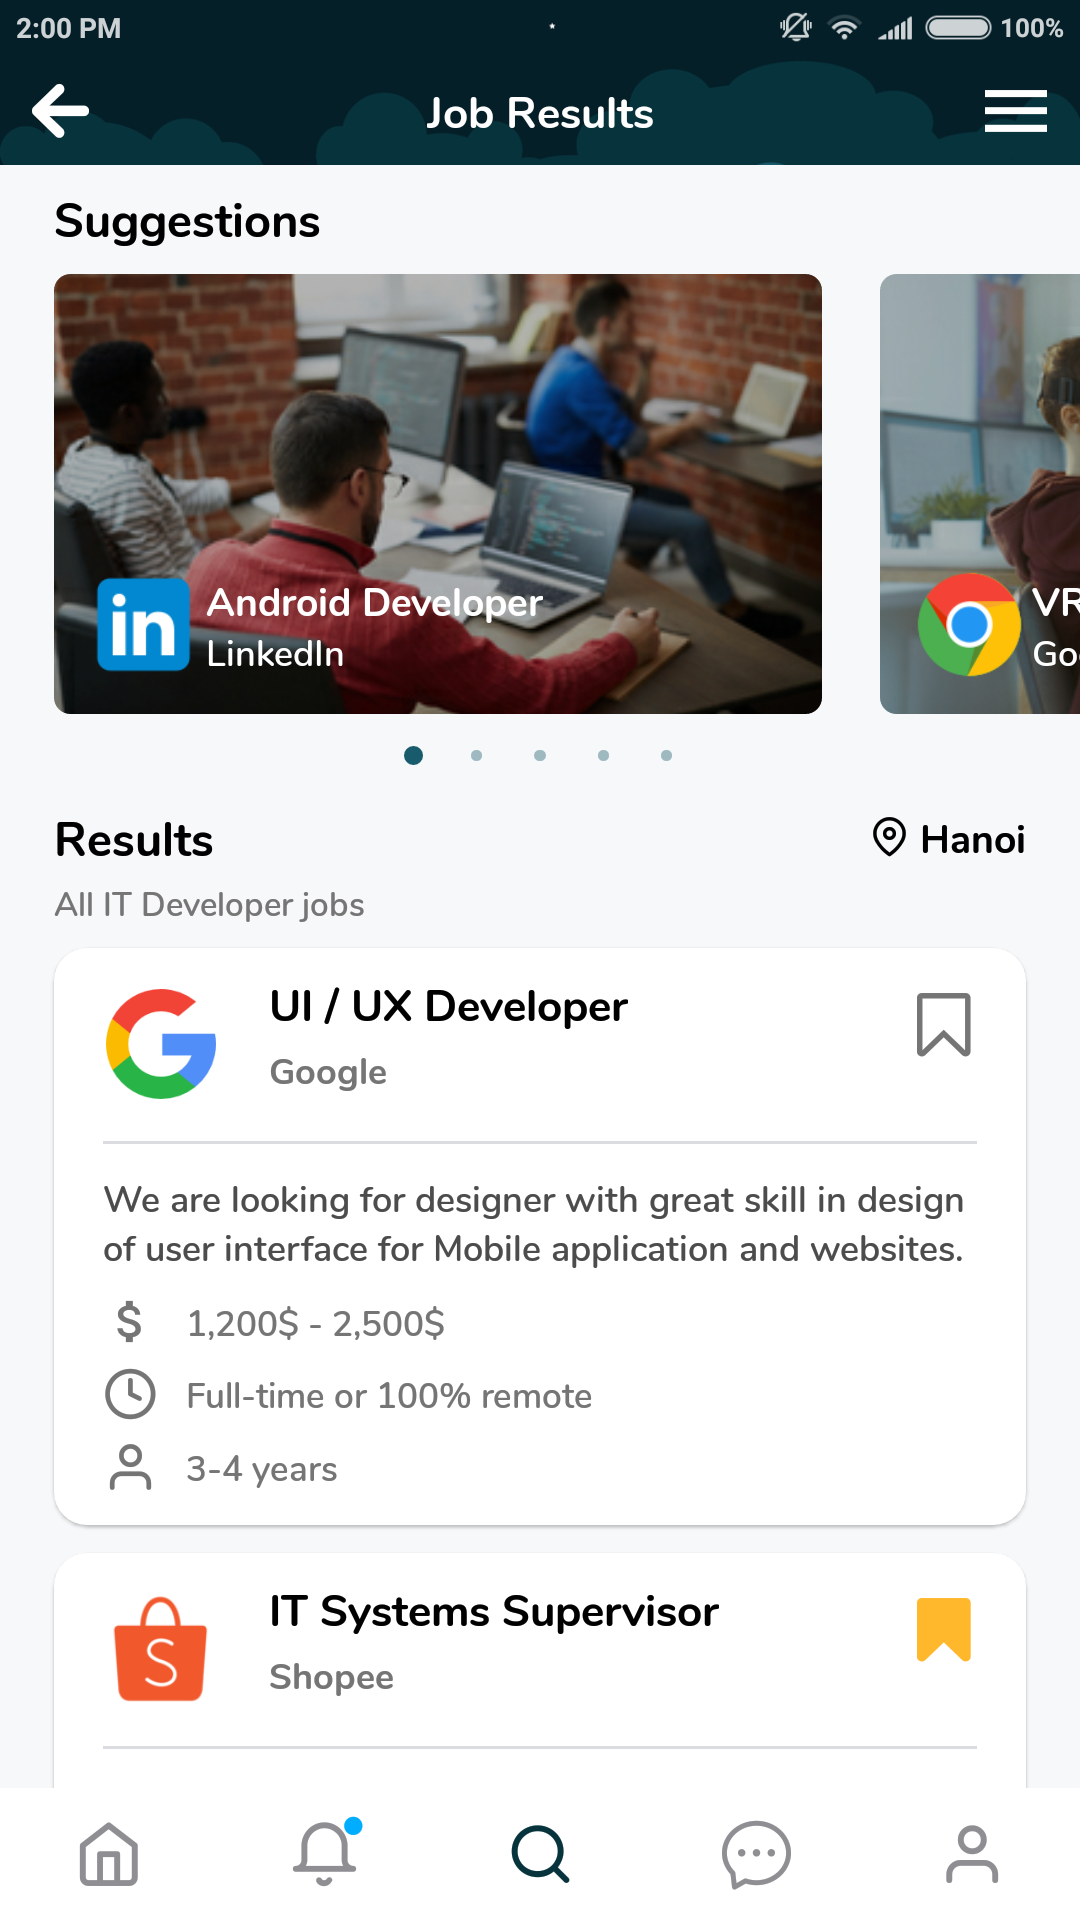 2:00 PM
100%
Job Results
Suggestions
in
Android Developer
LinkedIn
VR
Goo
Results
Hanoi
All IT Developer jobs
UI / UX Developer
Google
We are looking for designer with great skill in design
of user interface for Mobile application and websites.
$ 1,200$ - 2,500$
Full-time or 100% remote
3-4 years
S
IT Systems Supervisor
Shopee